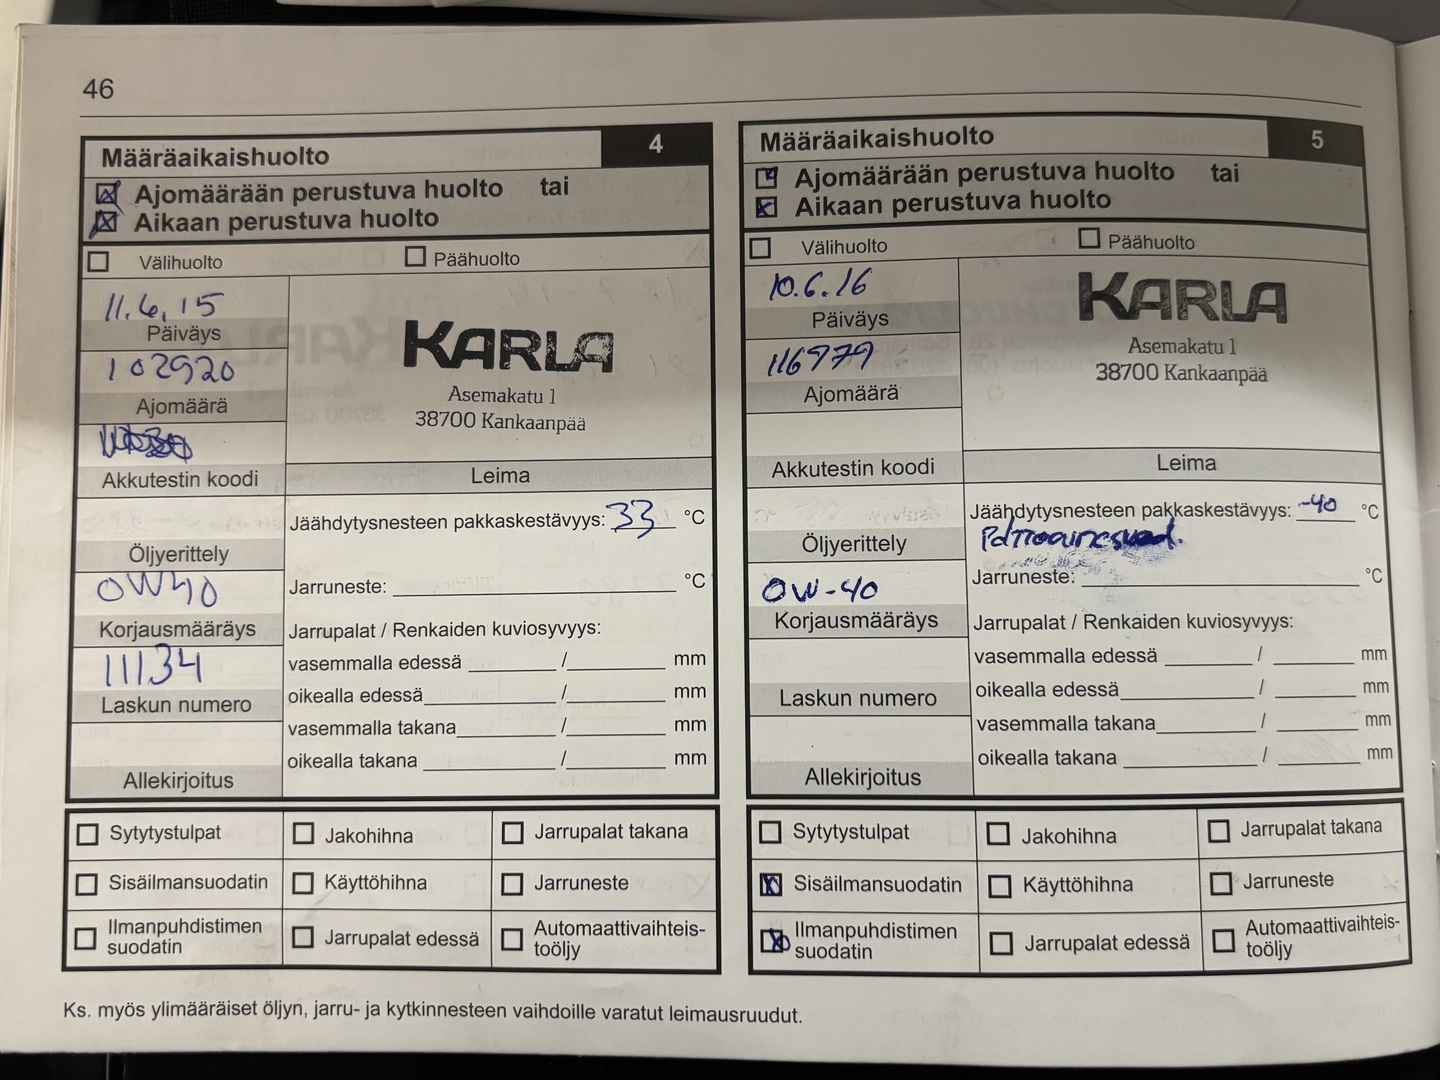 46
Määräaikaishuolto 4
Ajomäärään perustuva huolto tai
Aikaan perustuva huolto
Välihuolto Päähuolto
11.6.15
Päiväys
102920
Ajomäärä
Akkutestin koodi
KARLA
Asemakatu 1
38700 Kankaanpää
Leima
Öljyerittely
0W40
Korjausmääräys
11134
Laskun numero
Allekirjoitus
Jäähdytysnesteen pakkaskestävyys: 33 °C
Jarruneste: °C
Jarrupalat / Renkaiden kuviosyvyys:
vasemmalla edessä / mm
oikealla edessä / mm
vasemmalla takana / mm
oikealla takana / mm
Sytytystulpat Jakohihna Jarrupalat takana
Sisäilmansuodatin Käyttöhihna Jarruneste
Ilmanpuhdistimen
suodatin
Jarrupalat edessä
Automaattivaihteis-
toöljy
Määräaikaishuolto 5
Ajomäärään perustuva huolto tai
Aikaan perustuva huolto
Välihuolto Päähuolto
10.6.16
Päiväys
116979
Ajomäärä
Akkutestin koodi
KARLA
Asemakatu 1
38700 Kankaanpää
Leima
Öljyerittely
0W-40
Korjausmääräys
Laskun numero
Allekirjoitus
Jäähdytysnesteen pakkaskestävyys: -40 °C
Jarruneste: °C
Jarrupalat / Renkaiden kuviosyvyys:
vasemmalla edessä / mm
oikealla edessä / mm
vasemmalla takana / mm
oikealla takana / mm
Sytytystulpat Jakohihna Jarrupalat takana
Sisäilmansuodatin Käyttöhihna Jarruneste
Ilmanpuhdistimen
suodatin
Jarrupalat edessä
Automaattivaihteis-
toöljy
Ks. myös ylimääräiset öljyn, jarru- ja kytkinnesteen vaihdoille varatut leimausruudut.